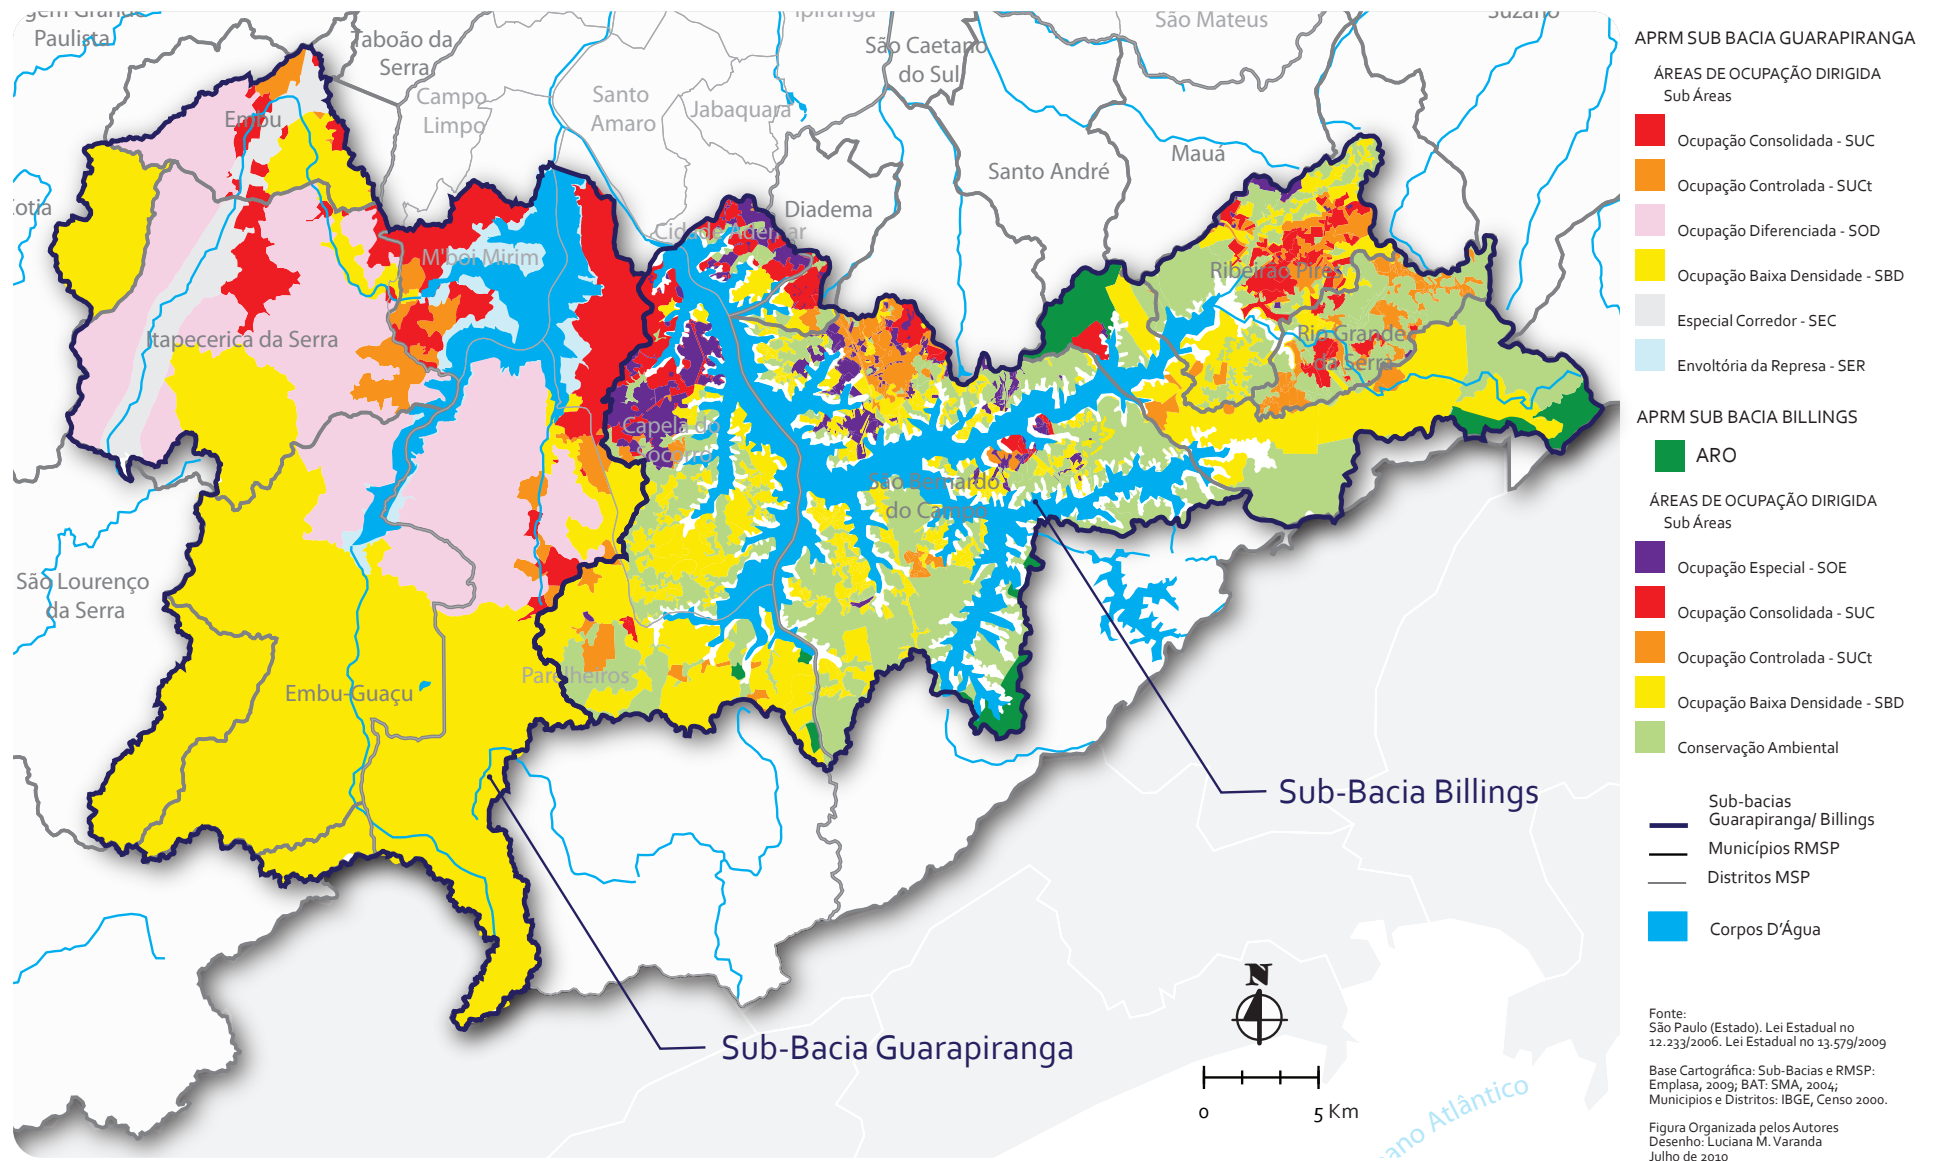 Paulista
Taboão da
Serra
Ipiranga
São Mateus
Suzano
São Caetano
do Sul
Campo
Limpo
Santo
Amaro
Jabaquara
Embu
Santo André
Mauá
Diadema
Cidade Ademar
M'boi Mirim
Ribeirão Pires
Itapecerica da Serra
Rio Grande
da Serra
Capela do
Socorro
São Bernardo
do Campo
São Lourenço
da Serra
Parelheiros
Embu-Guaçu
Sub-Bacia Billings
Sub-Bacia Guarapiranga
N
0 5 Km
ano Atlântico
APRM SUB BACIA GUARAPIRANGA
ÁREAS DE OCUPAÇÃO DIRIGIDA
Sub Áreas
Ocupação Consolidada - SUC
Ocupação Controlada - SUCt
Ocupação Diferenciada - SOD
Ocupação Baixa Densidade - SBD
Especial Corredor - SEC
Envoltória da Represa - SER
APRM SUB BACIA BILLINGS
ARO
ÁREAS DE OCUPAÇÃO DIRIGIDA
Sub Áreas
Ocupação Especial - SOE
Ocupação Consolidada - SUC
Ocupação Controlada - SUCt
Ocupação Baixa Densidade - SBD
Conservação Ambiental
Sub-bacias
Guarapiranga/ Billings
Municípios RMSP
Distritos MSP
Corpos D'Água
Fonte:
São Paulo (Estado). Lei Estadual no
12.233/2006. Lei Estadual no 13.579/2009
Base Cartográfica: Sub-Bacias e RMSP:
Emplasa, 2009; BAT: SMA, 2004;
Municipios e Distritos: IBGE, Censo 2000.
Figura Organizada pelos Autores
Desenho: Luciana M. Varanda
Julho de 2010